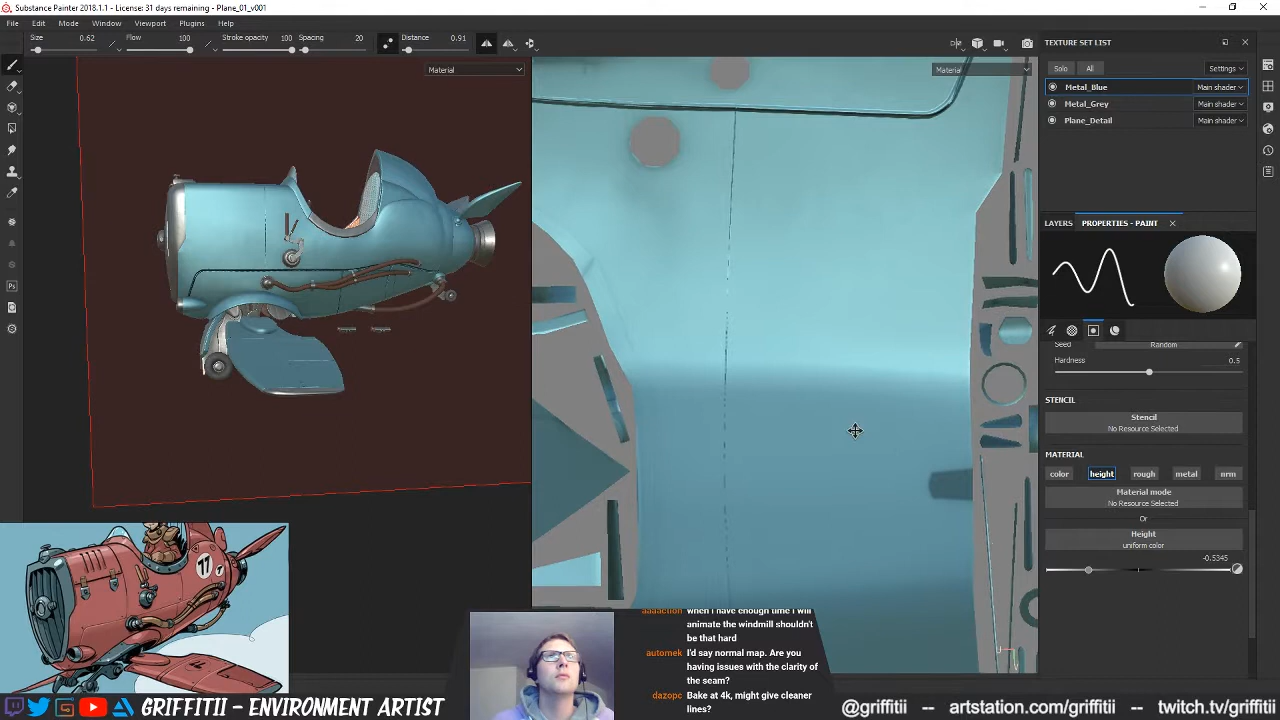 Substance Painter 2018.1.1 - License: 31 days remaining - Plane_01_v001
File Edit Mode Viewport Plugins Help
Size 0.62 Flow 100 Stroke opacity 100 Spacing 20 Distance 0.91
Material
Material
TEXTURE SET LIST
Solo All Settings
Metal_Blue Main shader
Metal_Grey Main shader
Plane_Detail Main shader
LAYERS PROPERTIES - PAINT
Seed Random
Hardness 0.5
STENCIL
Stencil
No Resource Selected
MATERIAL
color height rough metal nrm
Material mode
No Resource Selected
Or
Height
uniform color
-0.5345
Ps
17
when I have enough time I will
animate the windmill shouldn't
be that hard
automek I'd say normal map. Are you
having issues with the clarity of
the seam?
dazopc Bake at 4k, might give cleaner
lines?
GRIFFITII - ENVIRONMENT ARTIST
@griffitii -- artstation.com/griffitii -- twitch.tv/griffitii